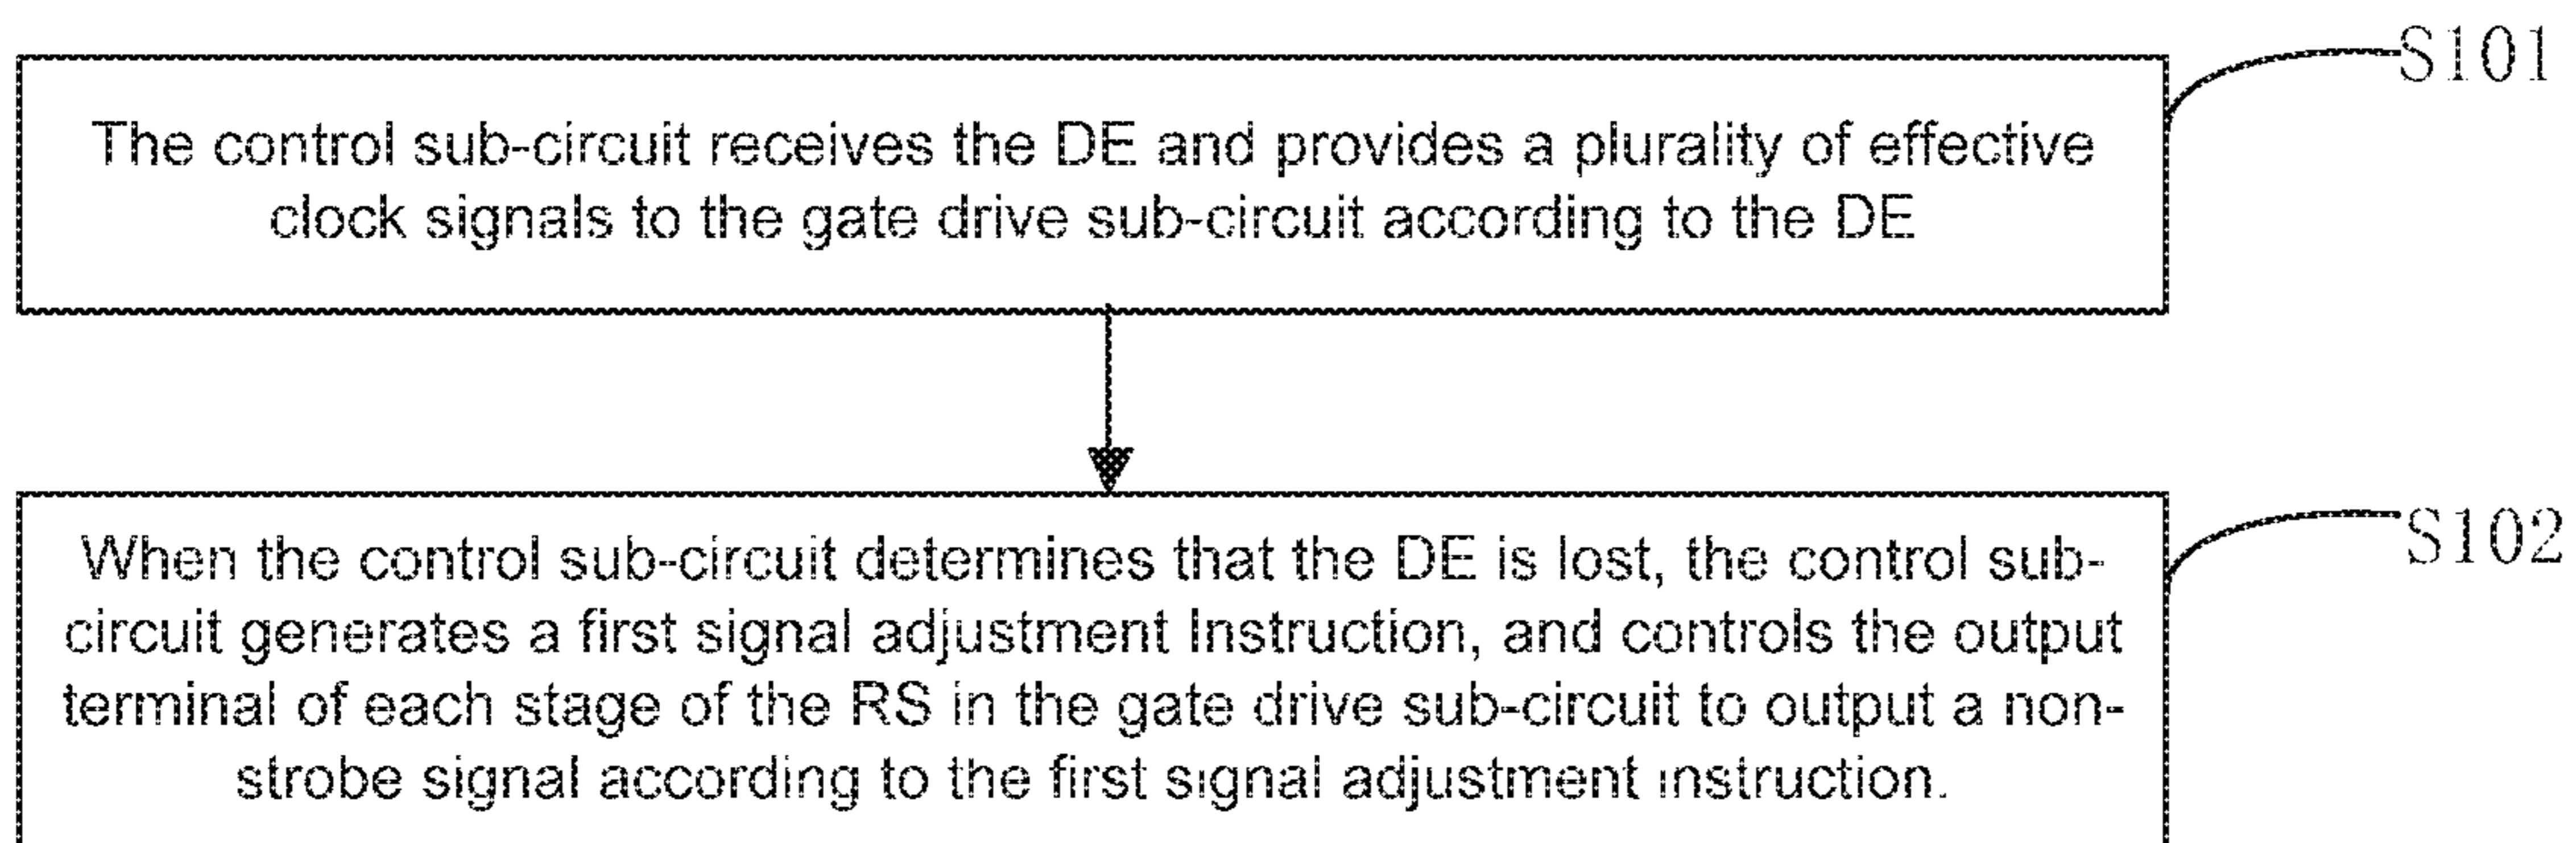 S101
The control sub-circuit receives the DE and provides a plurality of effective
clock signals to the gate drive sub-circuit according to the DE
S102
When the control sub-circuit determines that the DE is lost, the control sub-
circuit generates a first signal adjustment Instruction, and controls the output
terminal of each stage of the RS in the gate drive sub-circuit to output a non-
strobe signal according to the first signal adjustment instruction.